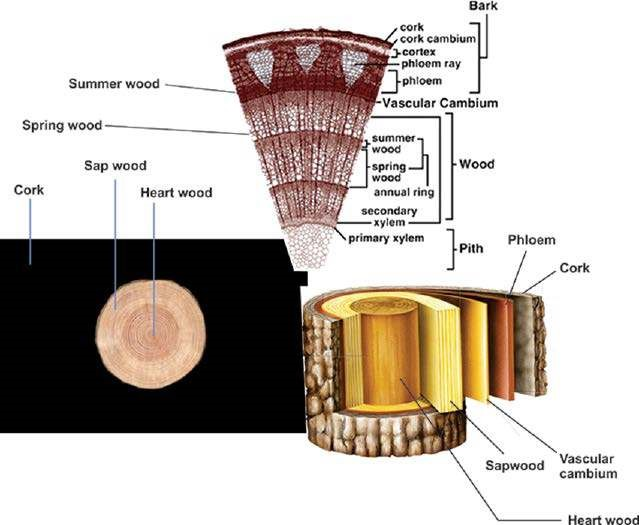 Bark
cork
cork cambium
cortex
phloem ray
phloem
Summer wood
Vascular Cambium
Spring wood
summer
wood
spring
wood
annual ring
Wood
Sap wood
Heart wood
Cork
secondary
xylem
primary xylem
Pith
Phloem
Cork
Sapwood
Vascular
cambium
Heart wood